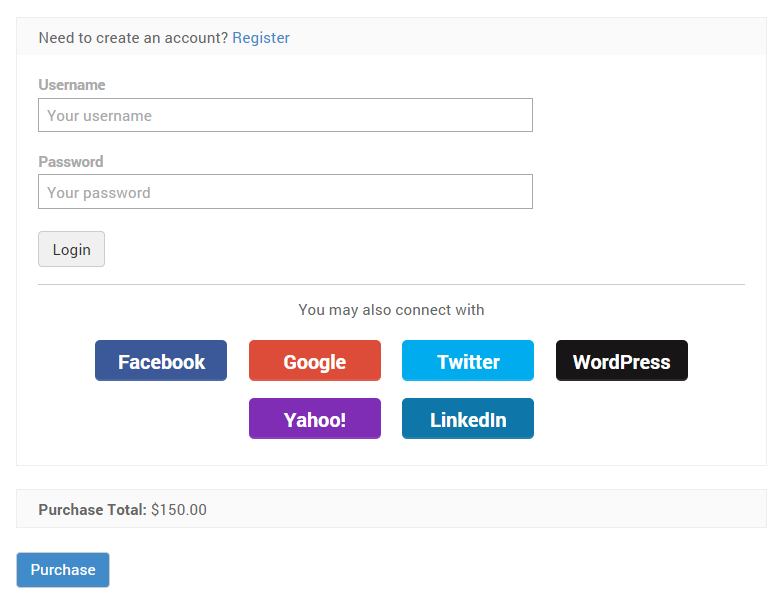 Need to create an account? Register
Username
Your username
Password
Your password
Login
You may also connect with
Facebook Google Twitter WordPress
Yahoo! LinkedIn
Purchase Total: $150.00
Purchase